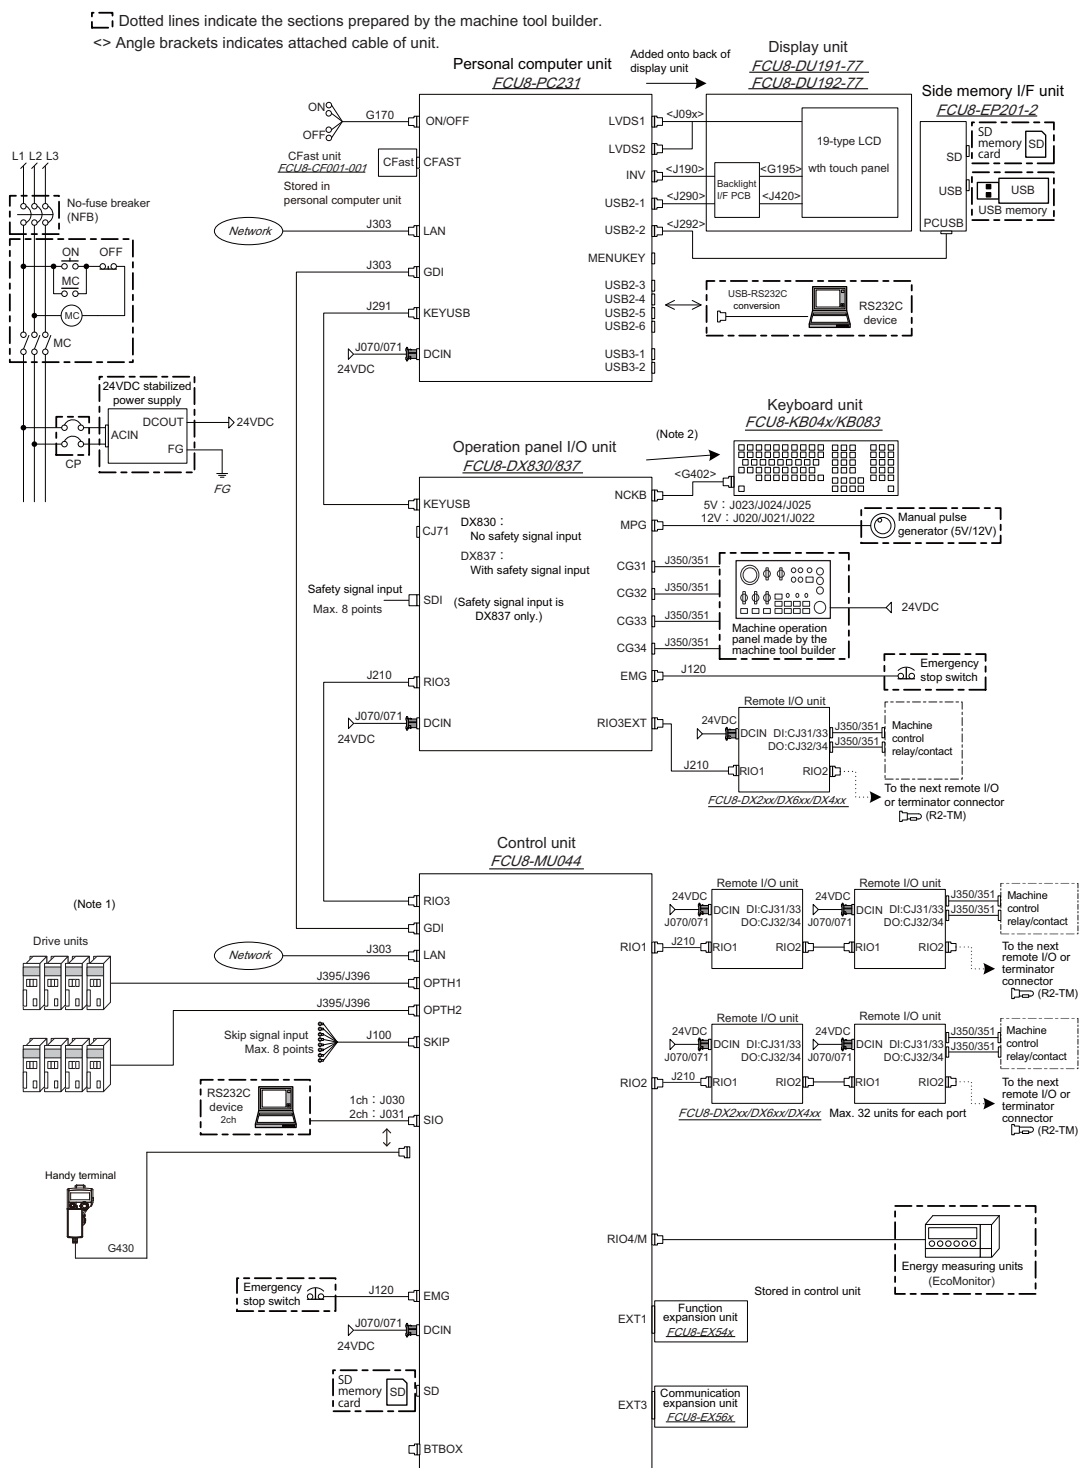 Dotted lines indicate the sections prepared by the machine tool builder.
<> Angle brackets indicates attached cable of unit.
Personal computer unit
FCU8-PC231
Added onto back of
display unit
Display unit
FCU8-DU191-77
FCU8-DU192-77
Side memory I/F unit
FCU8-EP201-2
ON
OFF
G170
ON/OFF
CFast unit
FCU8-CF001-001
Stored in
personal computer unit
CFast
CFAST
Network
J303
LAN
J303
GDI
J291
KEYUSB
J070/071
DCIN
24VDC
LVDS1
<J09x>
LVDS2
INV
<J190>
USB2-1
<J290>
USB2-2
<J292>
MENUKEY
USB2-3
USB2-4
USB2-5
USB2-6
USB3-1
USB3-2
Backlight
I/F PCB
<G195>
<J420>
19-type LCD
wth touch panel
SD
USB
PCUSB
SD
memory
card
SD
USB
USB memory
USB-RS232C
conversion
RS232C
device
L1 L2 L3
No-fuse breaker
(NFB)
ON
OFF
MC
MC
MC
24VDC stabilized
power supply
DCOUT
24VDC
ACIN
FG
FG
CP
Operation panel I/O unit
FCU8-DX830/837
(Note 2)
Keyboard unit
FCU8-KB04x/KB083
<G402>
KEYUSB
CJ71
DX830 :
No safety signal input
DX837 :
With safety signal input
Safety signal input
Max. 8 points
SDI
(Safety signal input is
DX837 only.)
J210
RIO3
J070/071
DCIN
24VDC
NCKB
5V : J023/J024/J025
MPG
12V : J020/J021/J022
Manual pulse
generator (5V/12V)
CG31
J350/351
CG32
J350/351
CG33
J350/351
CG34
J350/351
24VDC
Machine operation
panel made by the
machine tool builder
EMG
J120
Emergency
stop switch
RIO3EXT
J210
Remote I/O unit
24VDC
DCIN
DI:CJ31/33
DO:CJ32/34
RIO1
RIO2
J350/351
J350/351
Machine
control
relay/contact
FCU8-DX2xx/DX6xx/DX4xx
To the next remote I/O
or terminator connector
(R2-TM)
Control unit
FCU8-MU044
(Note 1)
Drive units
RIO3
GDI
Network
J303
LAN
J395/J396
OPTH1
J395/J396
OPTH2
Skip signal input
Max. 8 points
J100
SKIP
RS232C
device
2ch
1ch : J030
2ch : J031
SIO
Handy terminal
G430
Emergency
stop switch
J120
EMG
J070/071
DCIN
24VDC
SD
memory
card
SD
SD
BTBOX
RIO1
J210
Remote I/O unit
24VDC
J070/071
DCIN
DI:CJ31/33
DO:CJ32/34
RIO1
RIO2
Remote I/O unit
24VDC
J070/071
DCIN
DI:CJ31/33
DO:CJ32/34
RIO1
RIO2
J350/351
J350/351
Machine
control
relay/contact
To the next
remote I/O or
terminator
connector
(R2-TM)
RIO2
J210
Remote I/O unit
24VDC
J070/071
DCIN
DI:CJ31/33
DO:CJ32/34
RIO1
RIO2
Remote I/O unit
24VDC
J070/071
DCIN
DI:CJ31/33
DO:CJ32/34
RIO1
RIO2
J350/351
J350/351
Machine
control
relay/contact
To the next
remote I/O or
terminator
connector
(R2-TM)
FCU8-DX2xx/DX6xx/DX4xx
Max. 32 units for each port
RIO4/M
Energy measuring units
(EcoMonitor)
Stored in control unit
EXT1
Function
expansion unit
FCU8-EX54x
EXT3
Communication
expansion unit
FCU8-EX56x